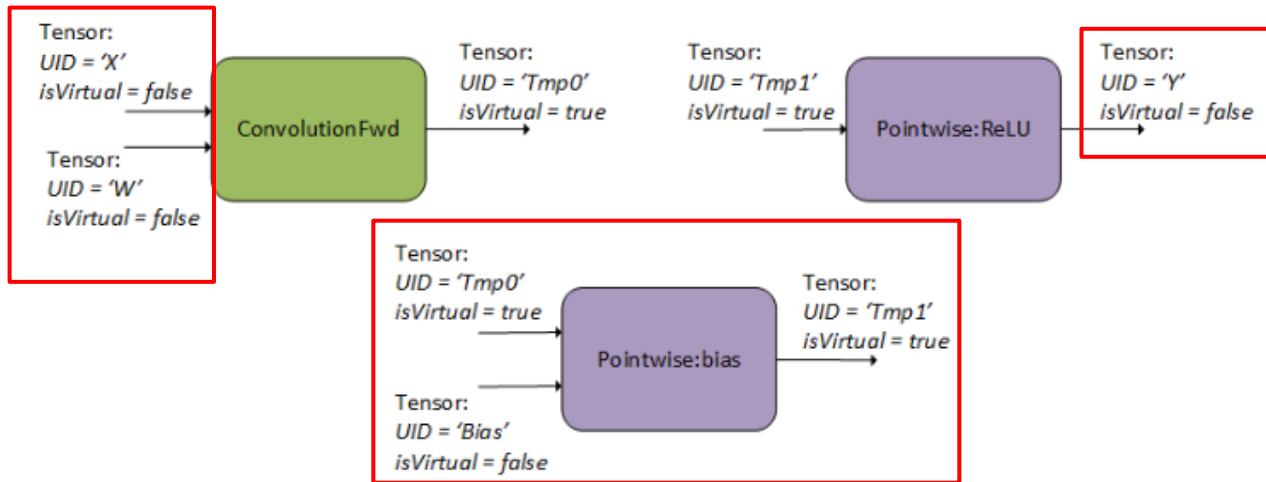 Tensor:
UID = ‘X’
isVirtual = false
Tensor:
UID = ‘W’
isVirtual = false
ConvolutionFwd
Tensor:
UID = ‘Tmp0’
isVirtual = true
Tensor:
UID = ‘Tmp1’
isVirtual = true
Pointwise:ReLU
Tensor:
UID = ‘Y’
isVirtual = false
Tensor:
UID = ‘Tmp0’
isVirtual = true
Tensor:
UID = ‘Bias’
isVirtual = false
Pointwise:bias
Tensor:
UID = ‘Tmp1’
isVirtual = true